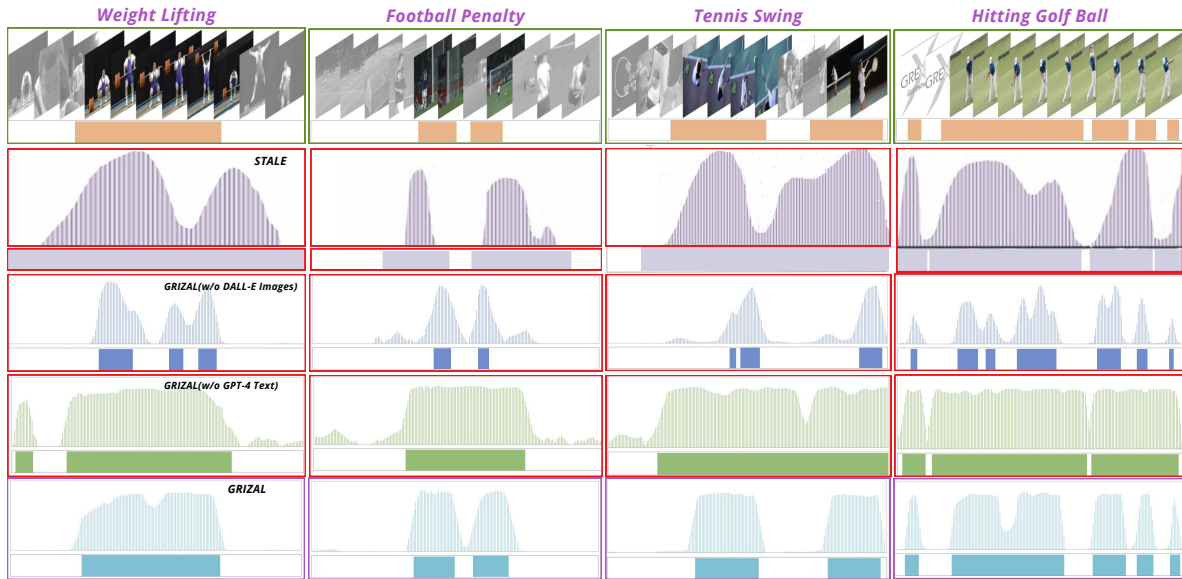 Weight Lifting
Football Penalty
Tennis Swing
Hitting Golf Ball
STALE
GRIZAL(w/o DALL-E Images)
GRIZAL(w/o GPT-4 Text)
GRIZAL